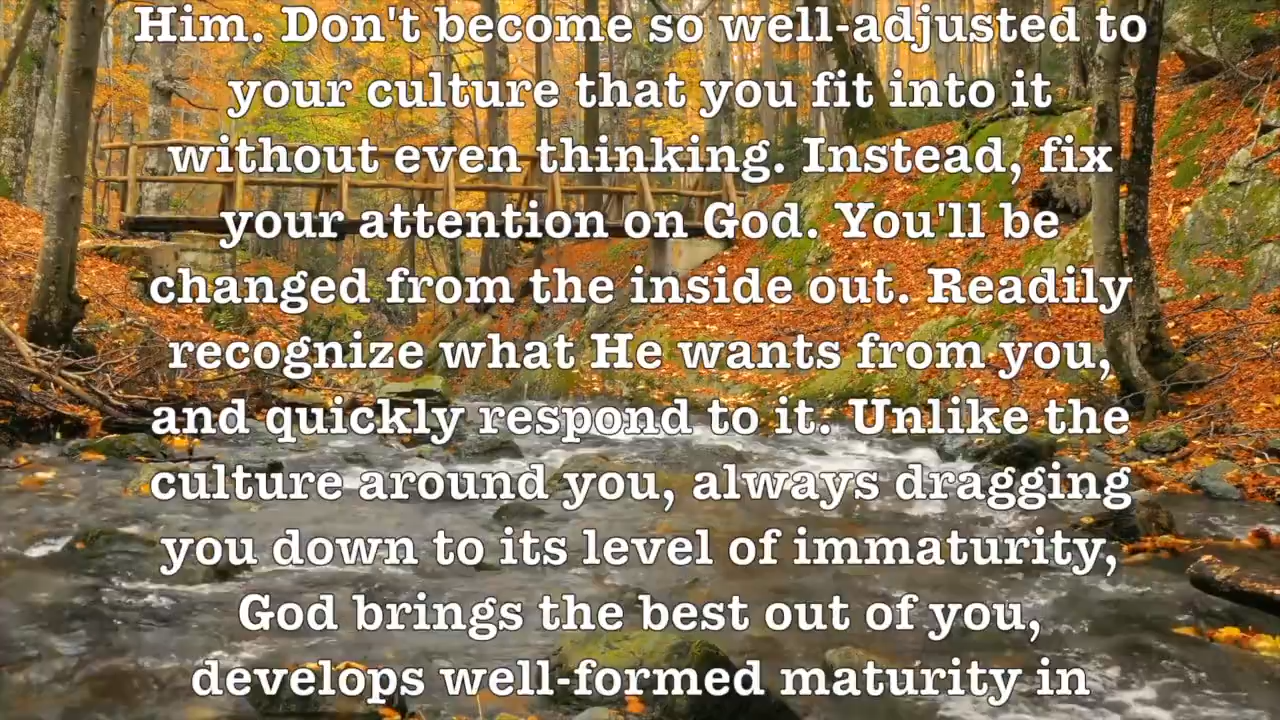 Him. Don't become so well-adjusted to
your culture that you fit into it
without even thinking. Instead, fix
your attention on God. You'll be
changed from the inside out. Readily
recognize what He wants from you,
and quickly respond to it. Unlike the
culture around you, always dragging
you down to its level of immaturity,
God brings the best out of you,
develops well-formed maturity in